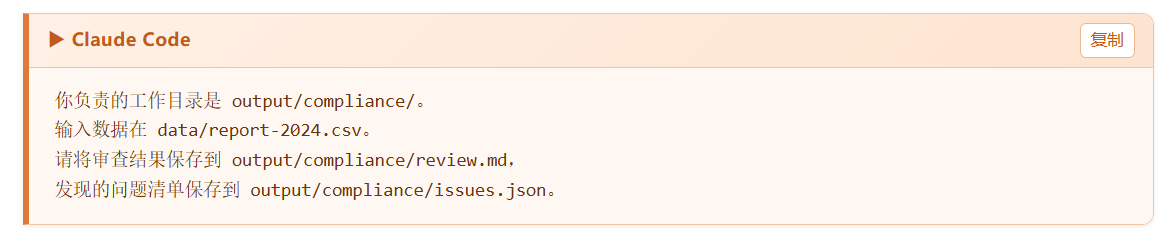 ▶ Claude Code
复制
你负责的工作目录是 output/compliance/。
输入数据在 data/report-2024.csv。
请将审查结果保存到 output/compliance/review.md，
发现的问题清单保存到 output/compliance/issues.json。